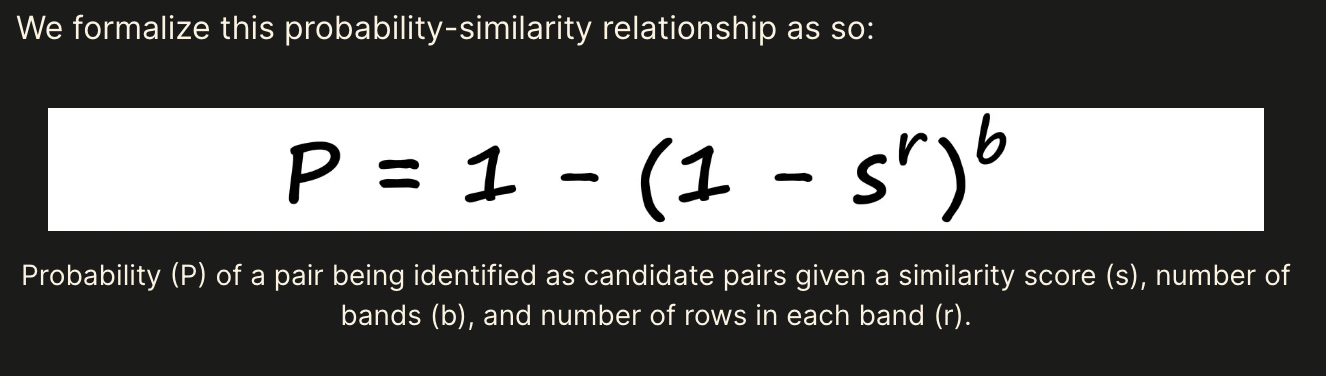 We formalize this probability-similarity relationship as so:
P = 1 - (1 - s^r)^b
Probability (P) of a pair being identified as candidate pairs given a similarity score (s), number of
bands (b), and number of rows in each band (r).